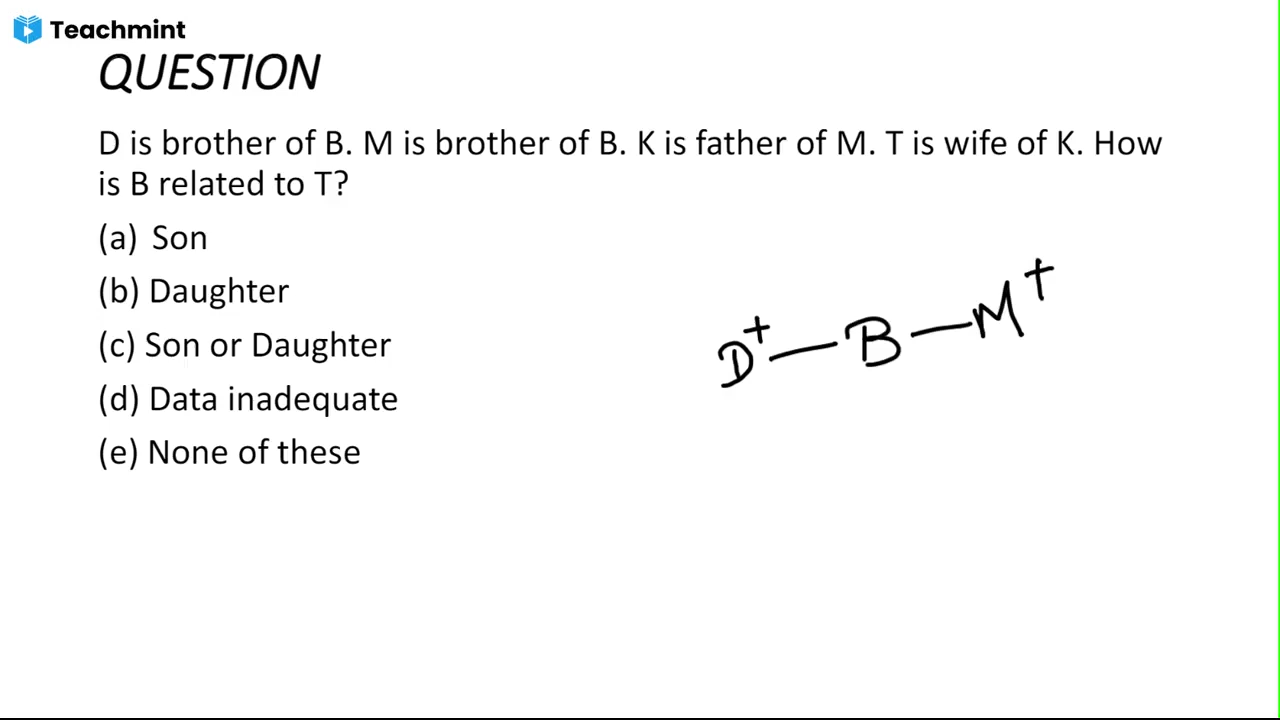 Teachmint
QUESTION
D is brother of B. M is brother of B. K is father of M. T is wife of K. How
is B related to T?
(a) Son
(b) Daughter
(c) Son or Daughter
(d) Data inadequate
(e) None of these
D+ — B — M+